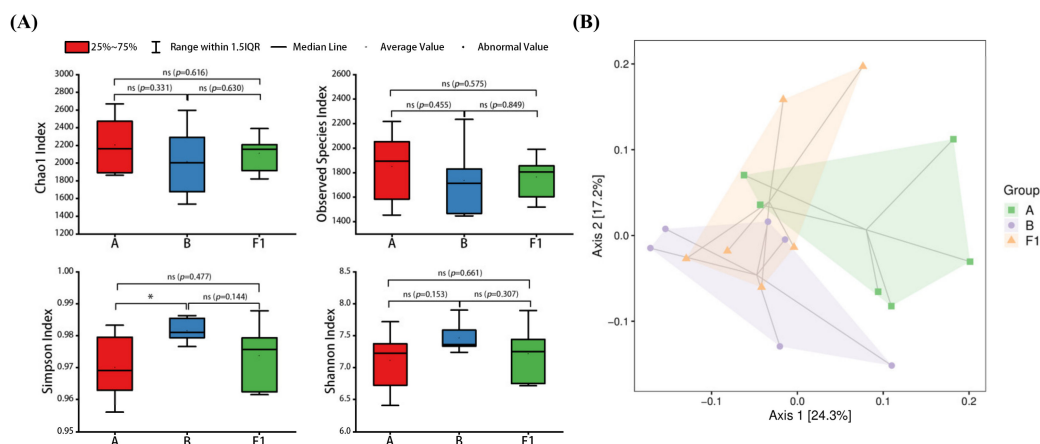 (A)
25%~75% Range within 1.5IQR Median Line Average Value Abnormal Value
Chao1 Index
3000
2800
2600
2400
2200
2000
1800
1600
1400
1200
ns (p=0.616)
ns (p=0.331) ns (p=0.630)
A B F1
Observed Species Index
2800
2600
2400
2200
2000
1800
1600
1400
ns (p=0.575)
ns (p=0.455) ns (p=0.849)
A B F1
Simpson Index
1.00
0.99
0.98
0.97
0.96
0.95
ns (p=0.477)
* ns (p=0.144)
A B F1
Shannon Index
8.5
8.0
7.5
7.0
6.5
6.0
ns (p=0.661)
ns (p=0.153) ns (p=0.307)
A B F1
(B)
Axis 2 [17.2%]
0.2
0.1
0.0
−0.1
−0.1 0.0 0.1 0.2
Axis 1 [24.3%]
Group
A
B
F1